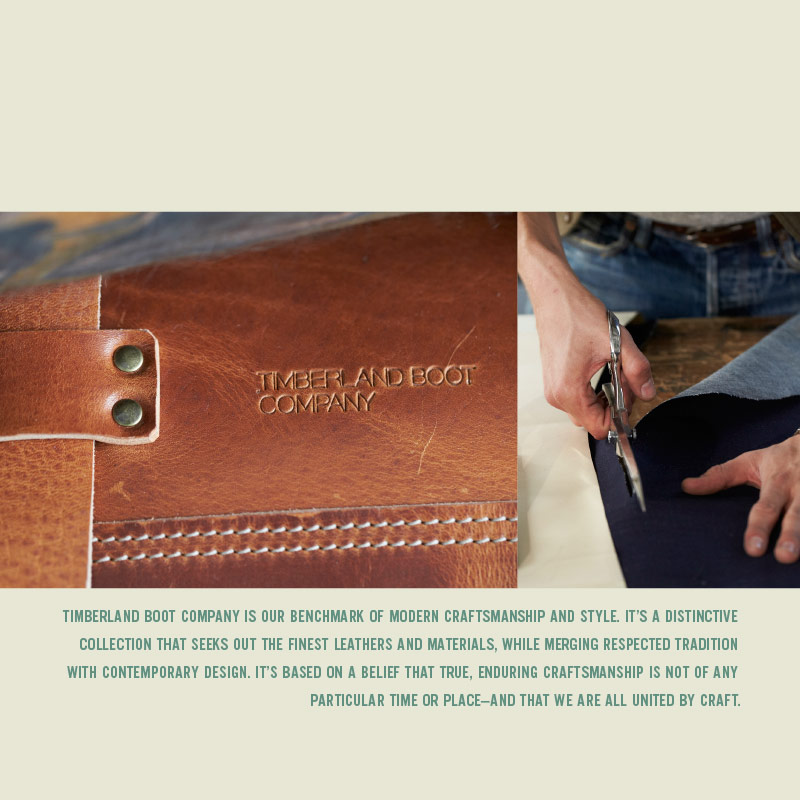 TIMBERLAND BOOT
COMPANY
TIMBERLAND BOOT COMPANY IS OUR BENCHMARK OF MODERN CRAFTSMANSHIP AND STYLE. IT'S A DISTINCTIVE
COLLECTION THAT SEEKS OUT THE FINEST LEATHERS AND MATERIALS, WHILE MERGING RESPECTED TRADITION
WITH CONTEMPORARY DESIGN. IT'S BASED ON A BELIEF THAT TRUE, ENDURING CRAFTSMANSHIP IS NOT OF ANY
PARTICULAR TIME OR PLACE–AND THAT WE ARE ALL UNITED BY CRAFT.